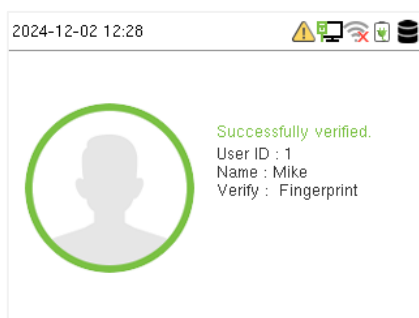 2024-12-02 12:28
Successfully verified.
User ID : 1
Name : Mike
Verify : Fingerprint